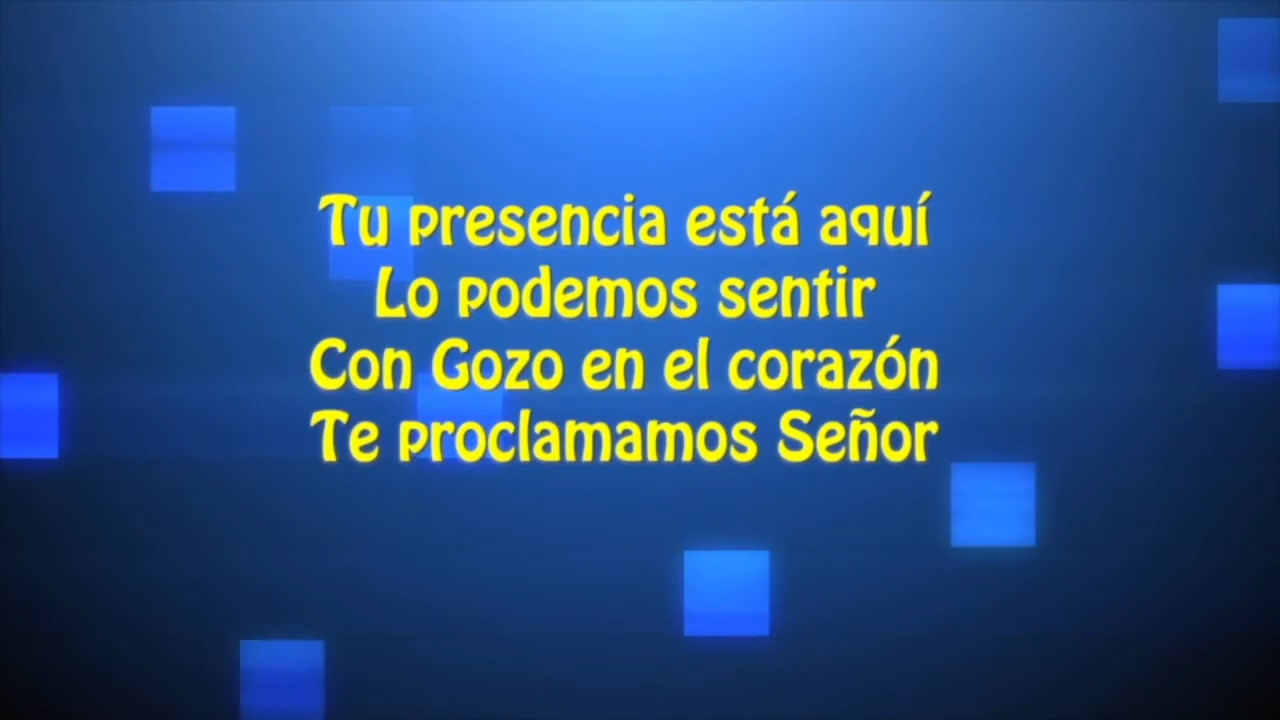 Tu presencia está aquí
Lo podemos sentir
Con Gozo en el corazón
Te proclamamos Señor